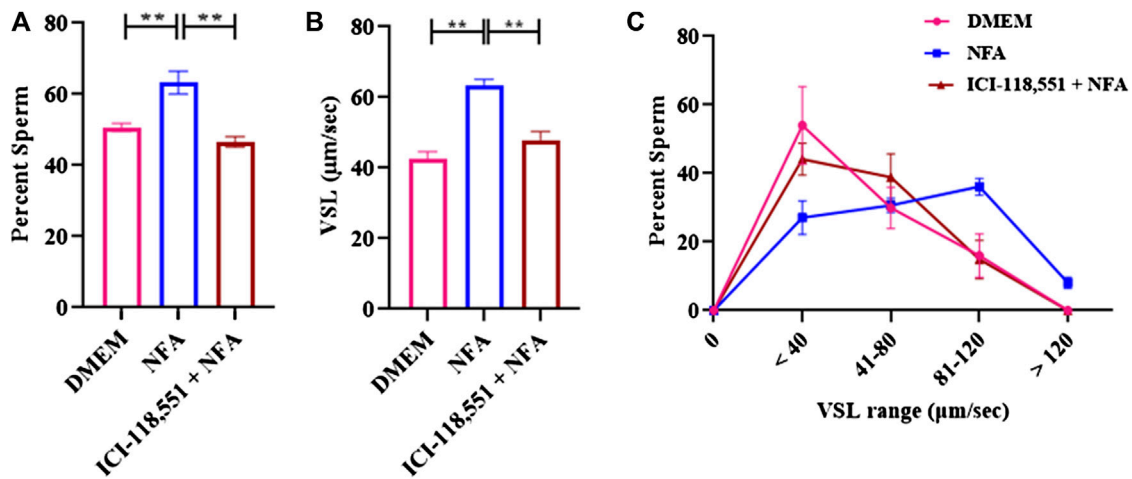 A
Percent Sperm
80
60
40
20
0
** **
DMEM
NFA
ICI-118,551 + NFA
B
VSL (µm/sec)
80
60
40
20
0
** **
DMEM
NFA
ICI-118,551 + NFA
C
DMEM
NFA
ICI-118,551 + NFA
Percent Sperm
80
60
40
20
0
0
< 40
41-80
81-120
> 120
VSL range (µm/sec)